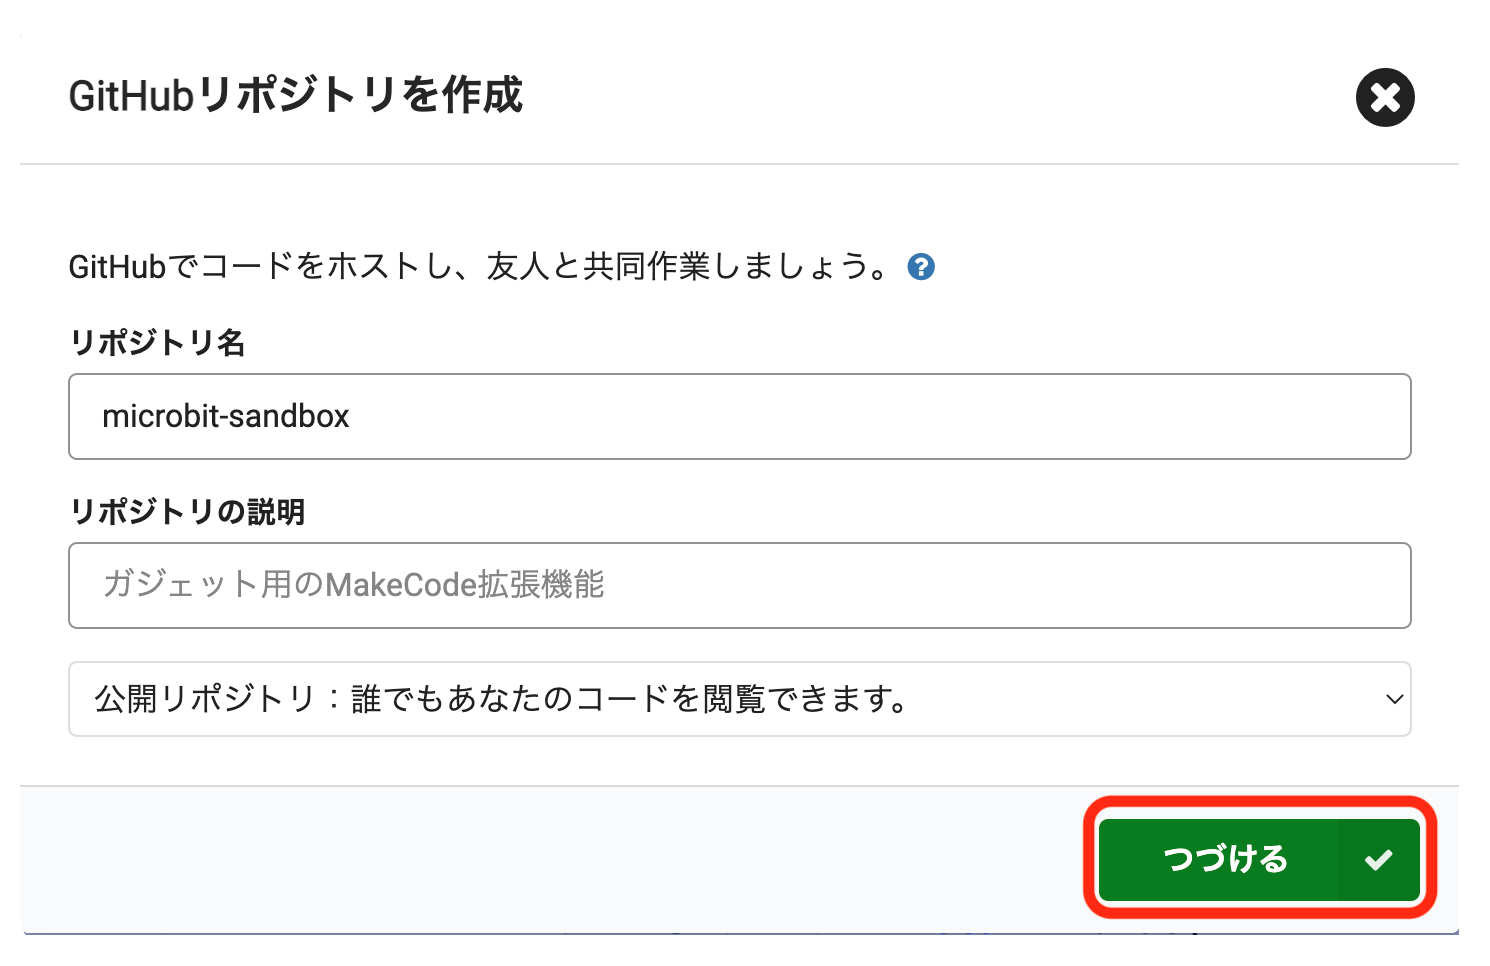 GitHubリポジトリを作成
GitHubでコードをホストし、友人と共同作業しましょう。
リポジトリ名
microbit-sandbox
リポジトリの説明
ガジェット用のMakeCode拡張機能
公開リポジトリ：誰でもあなたのコードを閲覧できます。
つづける